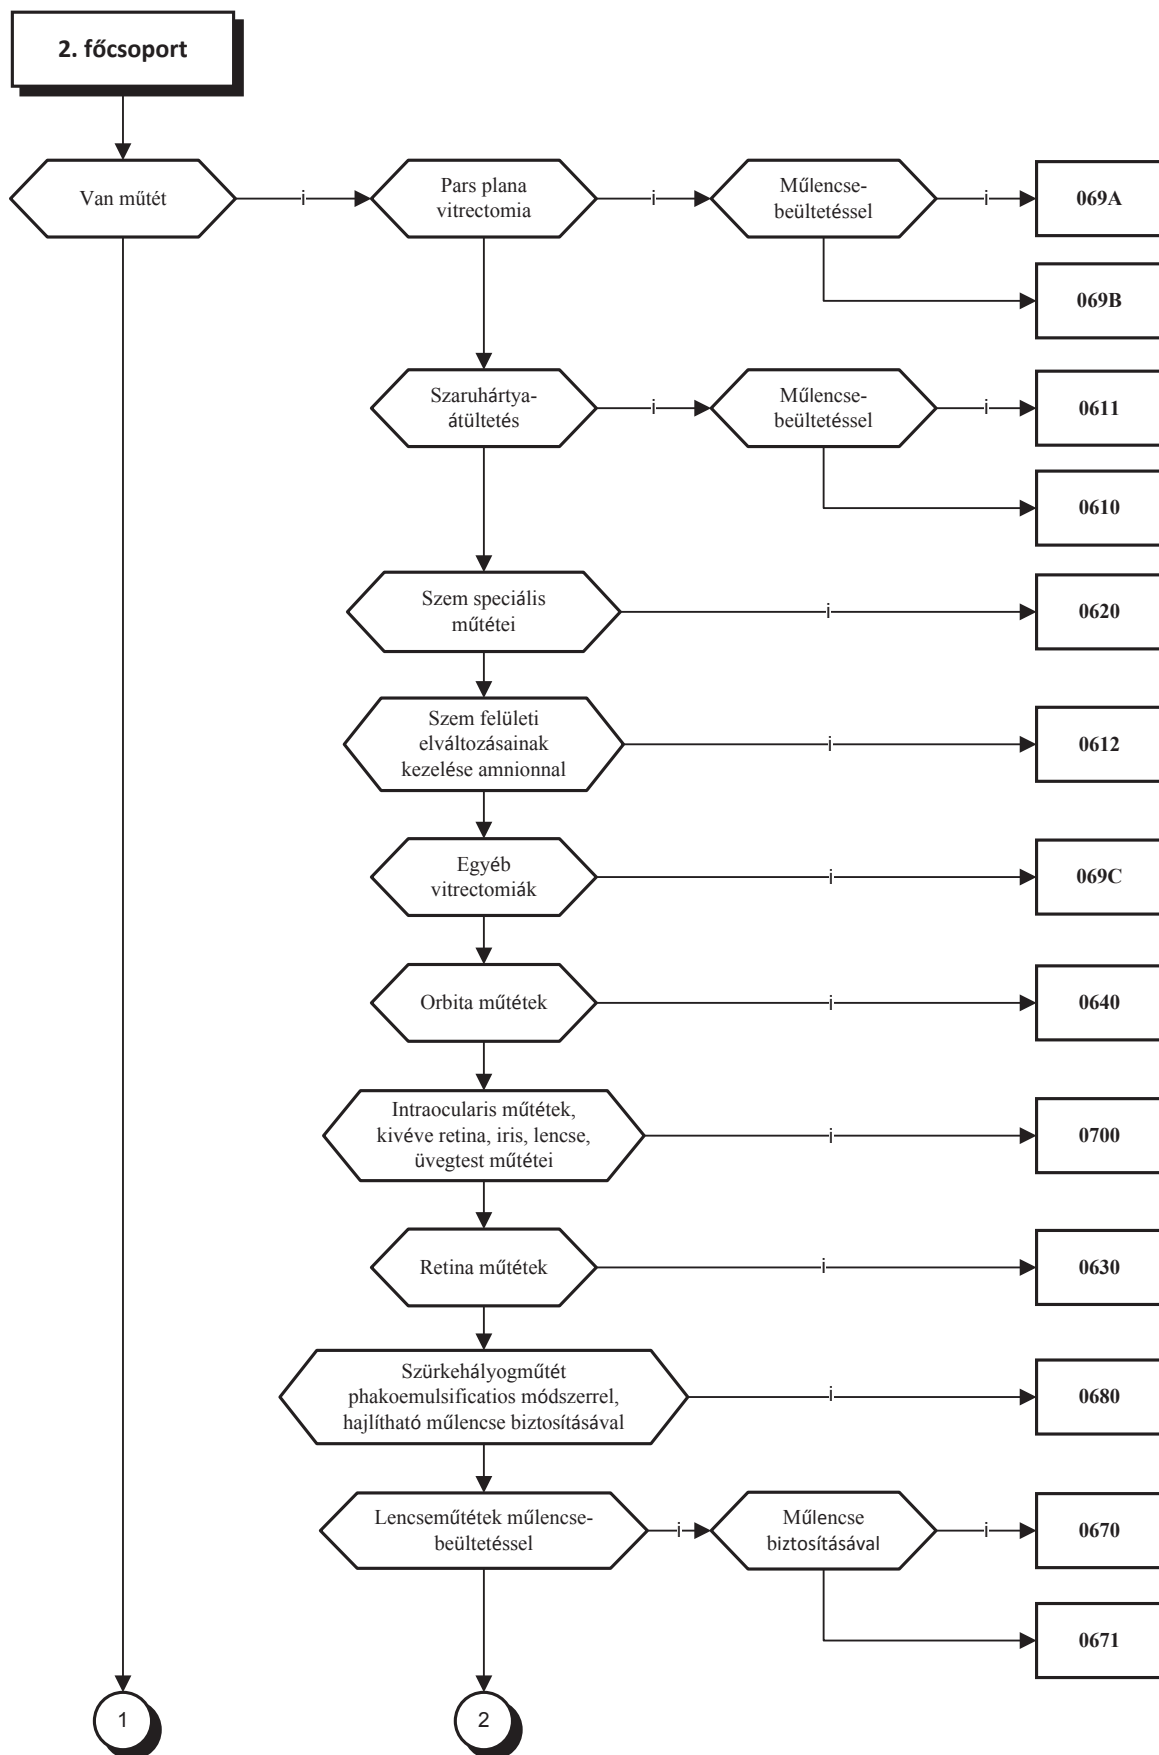 2. főcsoport
Van műtét
i
Pars plana
vitrectomia
i
Műlencse-
beültetéssel
i
069A
069B
Szaruhártya-
átültetés
i
Műlencse-
beültetéssel
i
0611
0610
Szem speciális
műtétei
i
0620
Szem felületi
elváltozásainak
kezelése amnionnal
i
0612
Egyéb
vitrectomiák
i
069C
Orbita műtétek
i
0640
Intraocularis műtétek,
kivéve retina, iris, lencse,
üvegtest műtétei
i
0700
Retina műtétek
i
0630
Szürkehályogműtét
phakoemulsificatios módszerrel,
hajlítható műlencse biztosításával
i
0680
Lencseműtétek műlencse-
beültetéssel
i
Műlencse
biztosításával
i
0670
0671
1
2